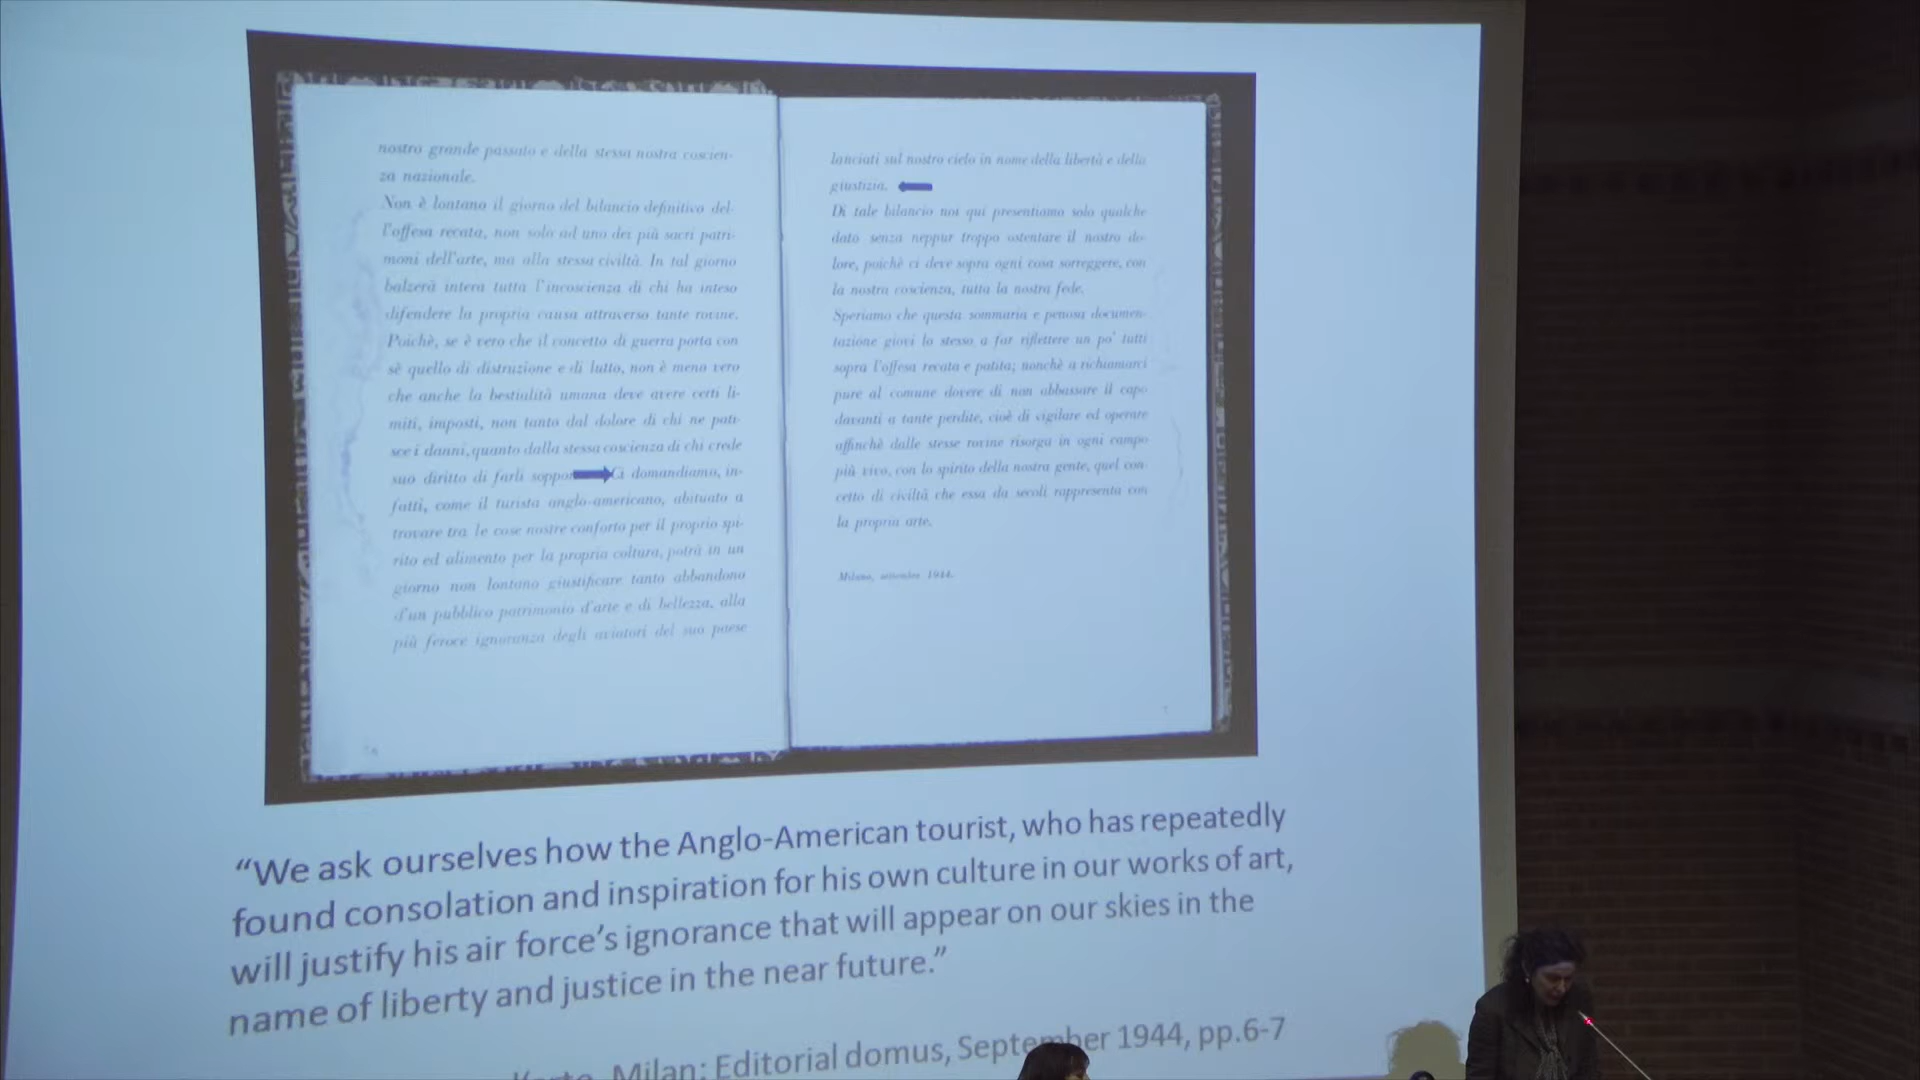 nostro grande passato e della stessa nostra coscien-
za nazionale.
Non è lontano il giorno del bilancio definitivo del-
l'offesa recata, non solo ad uno dei più sacri patri-
moni dell'arte, ma alla stessa civiltà. In tal giorno
balzerà intera tutta l'incoscienza di chi ha inteso
difendere la propria causa attraverso tante rovine.
Poichè, se è vero che il concetto di guerra porta con
sè quello di distruzione e di lutto, non è meno vero
che anche la bestialità umana deve avere certi li-
miti, imposti, non tanto dal dolore di chi ne pati-
sce i danni, quanto dalla stessa coscienza di chi crede
suo diritto di farli soppor Ci domandiamo, in-
fatti, come il turista anglo-americano, abituato a
trovare tra le cose nostre conforto per il proprio spi-
rito ed alimento per la propria coltura, potrà in un
giorno non lontano giustificare tanto abbandono
d'un pubblico patrimonio d'arte e di bellezza, alla
più feroce ignoranza degli aviatori del suo paese
lanciati sul nostro cielo in nome della libertà e della
giustizia.
Di tale bilancio noi qui presentiamo solo qualche
dato senza neppur troppo ostentare il nostro do-
lore, poichè ci deve sopra ogni cosa sorreggere, con
la nostra coscienza, tutta la nostra fede.
Speriamo che questa sommaria e penosa documen-
tazione giovi lo stesso a far riflettere un po' tutti
sopra l'offesa recata e patita; nonchè a richiamarci
pure al comune dovere di non abbassare il capo
davanti a tante perdite, cioè di vigilare ed operare
affinchè dalle stesse rovine risorga in ogni campo
più vivo, con lo spirito della nostra gente, quel con-
cetto di civiltà che essa da secoli rappresenta con
la propria arte.
Milano, settembre 1944.
“We ask ourselves how the Anglo-American tourist, who has repeatedly
found consolation and inspiration for his own culture in our works of art,
will justify his air force’s ignorance that will appear on our skies in the
name of liberty and justice in the near future.”
Milan: Editorial domus, September 1944, pp.6-7